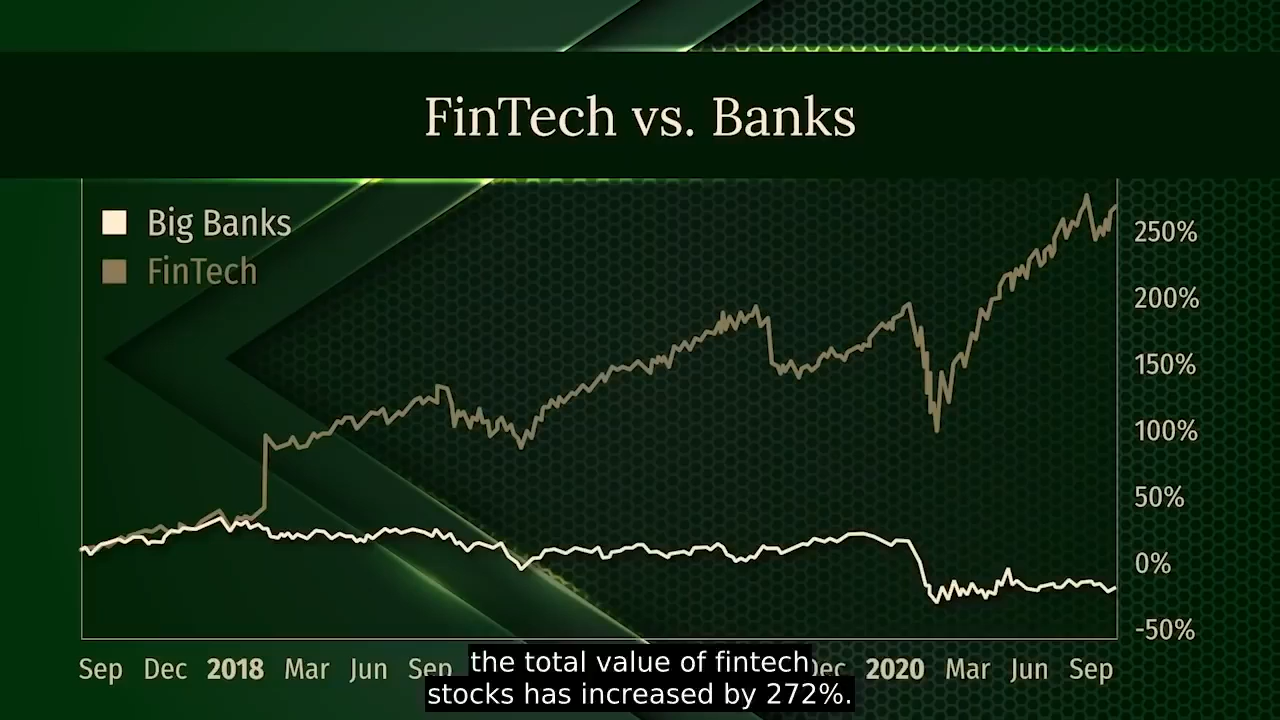 FinTech vs. Banks
Big Banks
FinTech
250%
200%
150%
100%
50%
0%
-50%
Sep Dec 2018 Mar Jun Sep Dec 2020 Mar Jun Sep
the total value of fintech
stocks has increased by 272%.